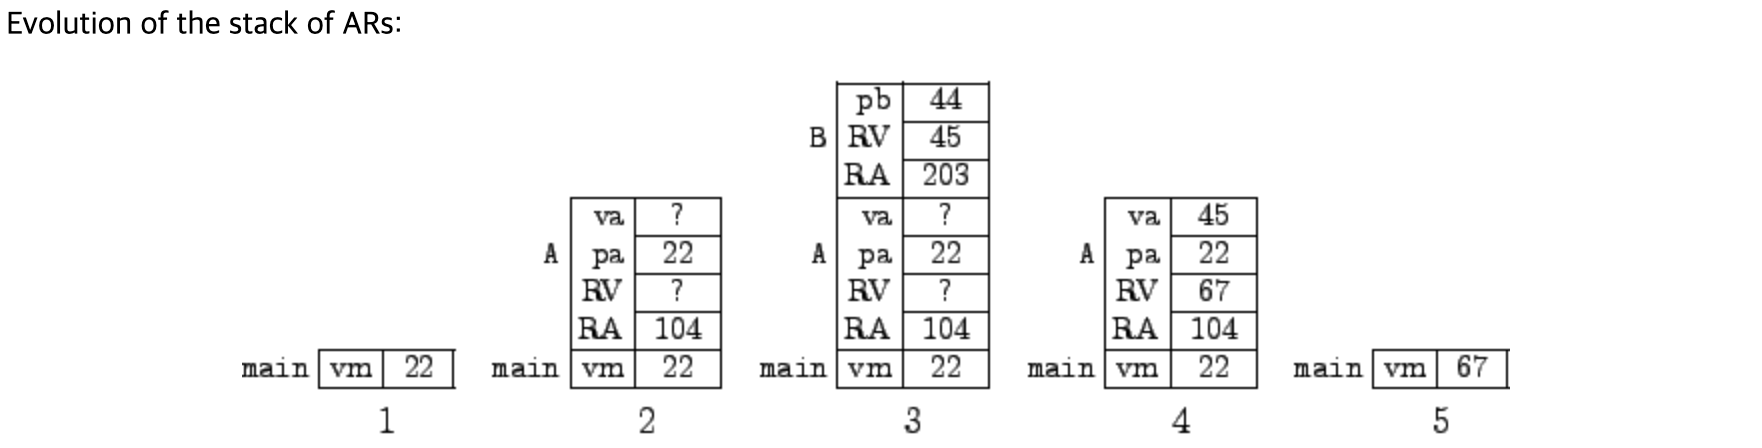 Evolution of the stack of ARs:
pb 44
B RV 45
RA 203
va ? va ? va 45
A pa 22 A pa 22 A pa 22
RV ? RV ? RV 67
RA 104 RA 104 RA 104
main vm 22 main vm 22 main vm 22 main vm 22 main vm 67
1 2 3 4 5